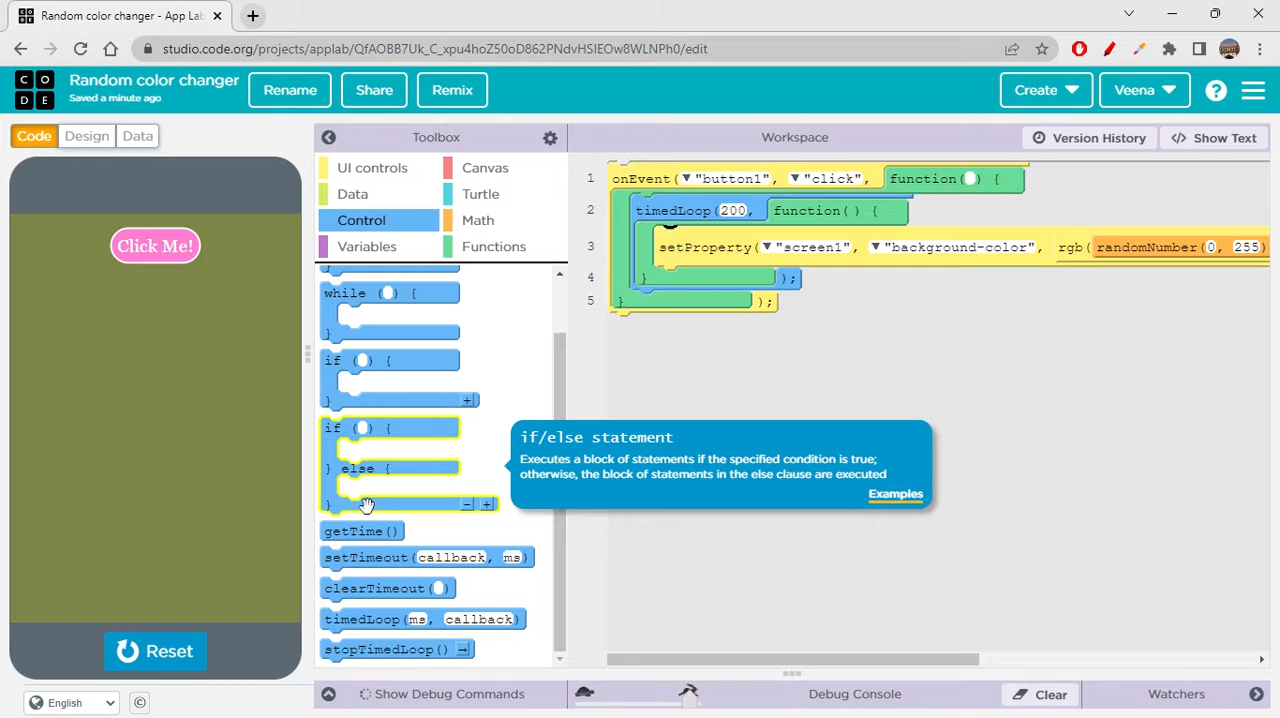 Random color changer - App Lab
studio.code.org/projects/applab/QfAOBB7Uk_C_xpu4hoZ50oD862PNdvHSIEOw8WLNPh0/edit
CO
DE
Random color changer
Saved a minute ago
Rename
Share
Remix
Create
Veena
?
Code
Design
Data
Toolbox
Workspace
Version History
</> Show Text
UI controls
Canvas
Data
Turtle
Control
Math
Variables
Functions
Click Me!
Reset
}
while ( ) {
}
if ( ) {
} +
if ( ) {
} else {
} - +
getTime()
setTimeout(callback, ms)
clearTimeout( )
timedLoop(ms, callback)
stopTimedLoop() →
1 onEvent(▼"button1", ▼"click", function( ) {
2 timedLoop(200, function( ) {
3 setProperty(▼"screen1", ▼"background-color", rgb(randomNumber(0, 255)
4 } );
5 } );
if/else statement
Executes a block of statements if the specified condition is true;
otherwise, the block of statements in the else clause are executed
Examples
English
©
Show Debug Commands
Debug Console
Clear
Watchers